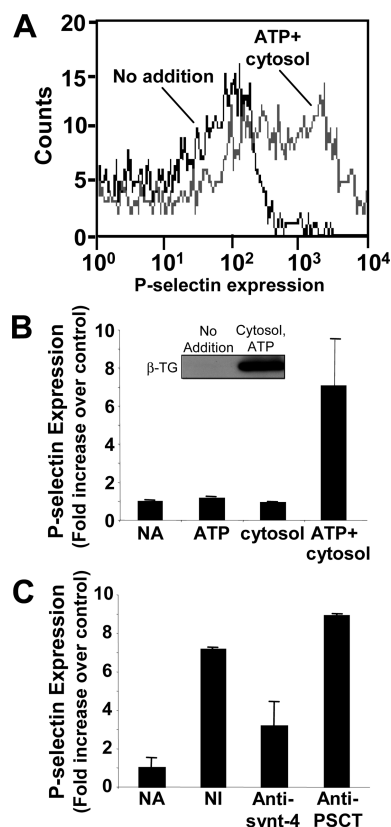 A
20
15
10
5
0
Counts
No addition
ATP+
cytosol
10^0
10^1
10^2
10^3
10^4
P-selectin expression
B
10
8
6
4
2
0
P-selectin Expression
(Fold increase over control)
No
Addition
Cytosol,
ATP
β-TG
NA
ATP
cytosol
ATP+
cytosol
C
10
8
6
4
2
0
P-selectin Expression
(Fold increase over control)
NA
NI
Anti-
synt-4
Anti-
PSCT